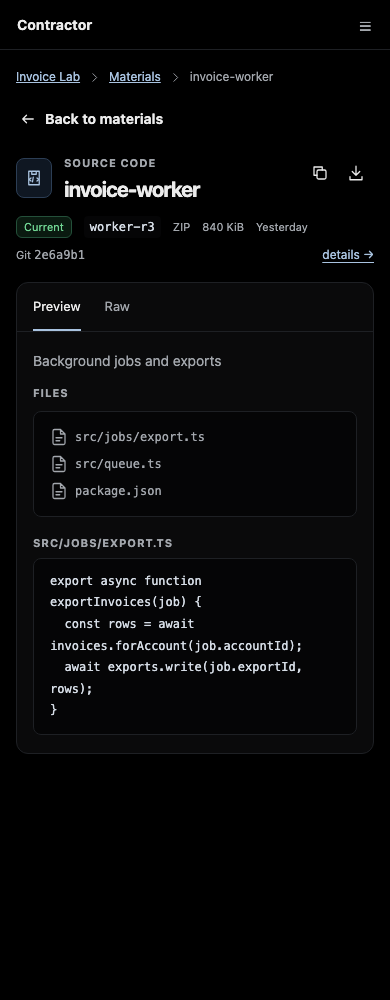 Contractor
Invoice Lab > Materials > invoice-worker
← Back to materials
SOURCE CODE
invoice-worker
Current worker-r3 ZIP 840 KiB Yesterday
Git 2e6a9b1 details →
Preview Raw
Background jobs and exports
FILES
src/jobs/export.ts
src/queue.ts
package.json
SRC/JOBS/EXPORT.TS
export async function
exportInvoices(job) {
  const rows = await
invoices.forAccount(job.accountId);
  await exports.write(job.exportId,
rows);
}